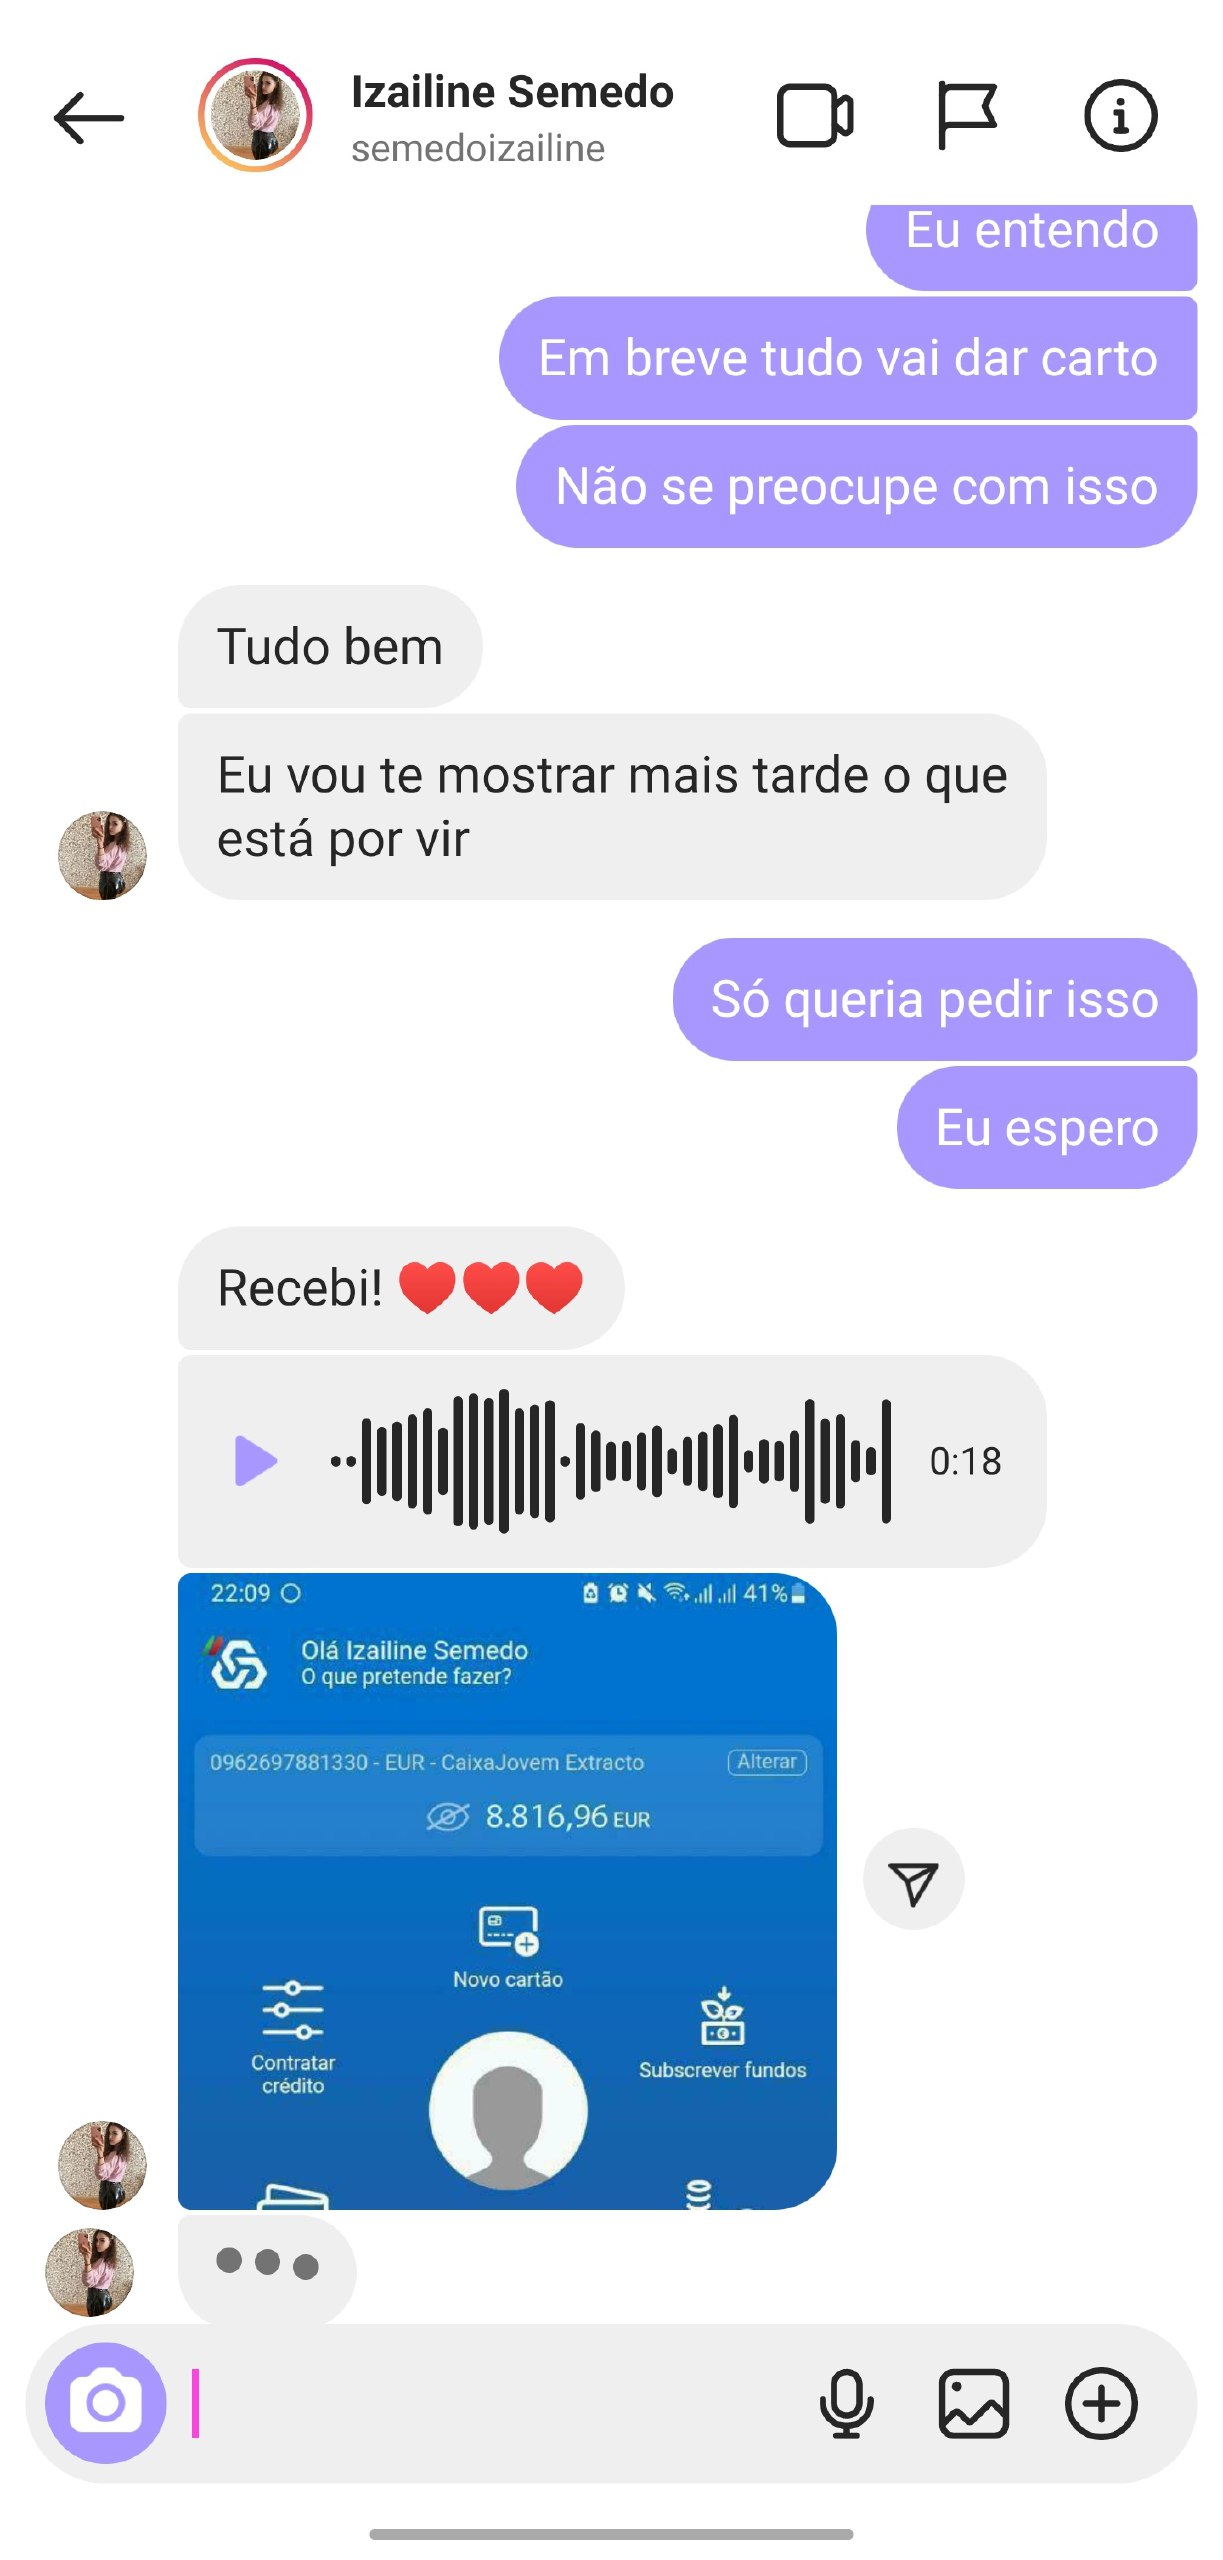 Izailine Semedo
semedoizailine
Eu entendo
Em breve tudo vai dar carto
Não se preocupe com isso
Tudo bem
Eu vou te mostrar mais tarde o que
está por vir
Só queria pedir isso
Eu espero
Recebi! ❤️❤️❤️
0:18
22:09 41%
Olá Izailine Semedo
O que pretende fazer?
0962697881330 - EUR - CaixaJovem Extracto Alterar
8.816,96 EUR
Novo cartão
Contratar
crédito
Subscrever fundos